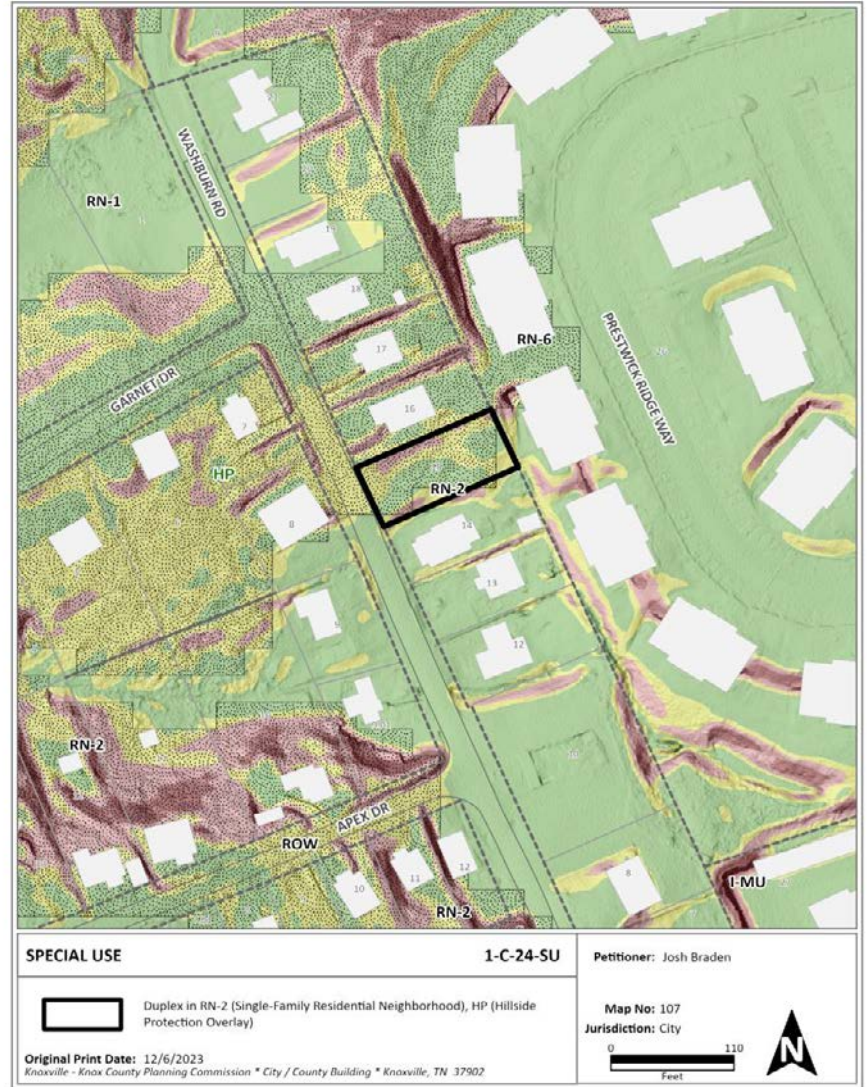 WASHBURN RD
RN-1
18
17
RN-6
PRESTWICK RIDGE WAY
GARNET DR
16
7
HP
RN-2
8
14
13
12
RN-2
APEX DR
ROW
12
11
10
8
I-MU
RN-2
SPECIAL USE
1-C-24-SU
Duplex in RN-2 (Single-Family Residential Neighborhood), HP (Hillside
Protection Overlay)
Original Print Date: 12/6/2023
Knoxville - Knox County Planning Commission * City / County Building * Knoxville, TN 37902
Petitioner: Josh Braden
Map No: 107
Jurisdiction: City
0 110
Feet
N